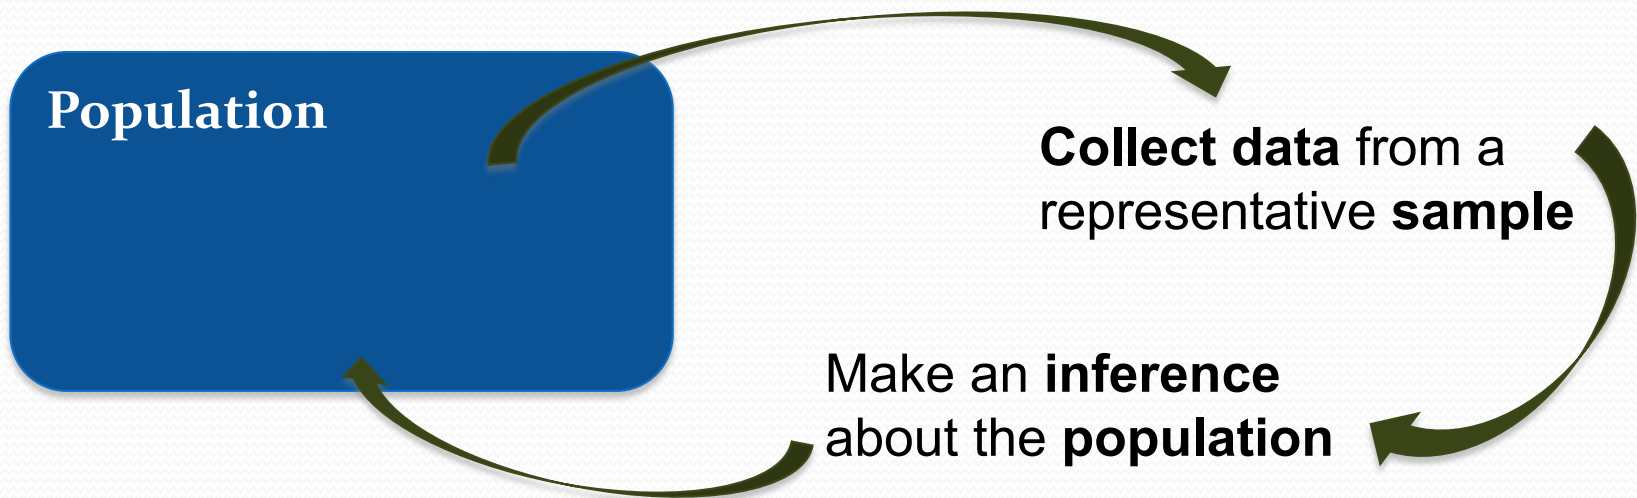 Population
Collect data from a
representative sample
Make an inference
about the population